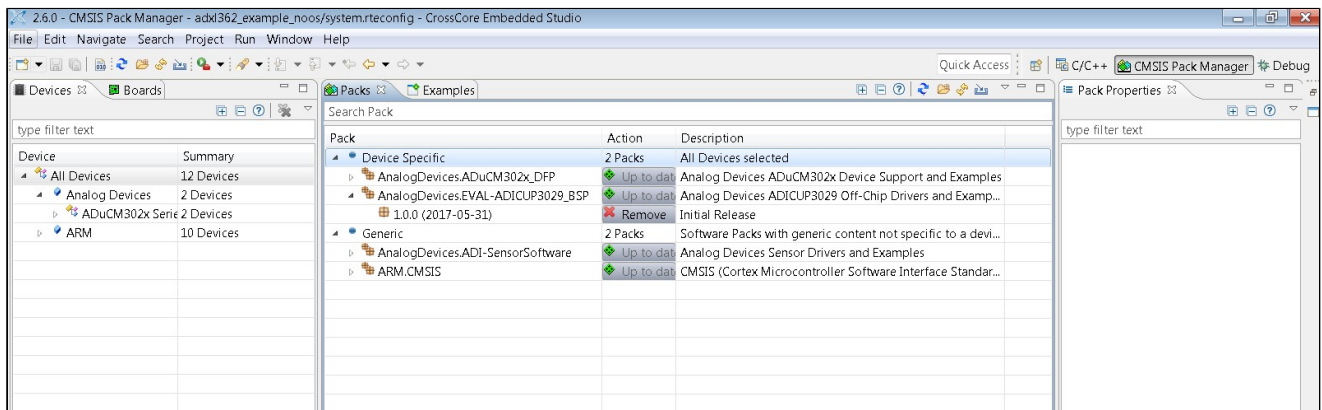 2.6.0 - CMSIS Pack Manager - adxl362_example_noos/system.rteconfig - CrossCore Embedded Studio
File Edit Navigate Search Project Run Window Help
Quick Access C/C++ CMSIS Pack Manager Debug
Devices Boards
type filter text
Device Summary
All Devices 12 Devices
Analog Devices 2 Devices
ADuCM302x Serie 2 Devices
ARM 10 Devices
Packs Examples
Search Pack
Pack Action Description
Device Specific 2 Packs All Devices selected
AnalogDevices.ADuCM302x_DFP Up to dat Analog Devices ADuCM302x Device Support and Examples
AnalogDevices.EVAL-ADICUP3029_BSP Up to dat Analog Devices ADICUP3029 Off-Chip Drivers and Examp...
1.0.0 (2017-05-31) Remove Initial Release
Generic 2 Packs Software Packs with generic content not specific to a devi...
AnalogDevices.ADI-SensorSoftware Up to dat Analog Devices Sensor Drivers and Examples
ARM.CMSIS Up to dat CMSIS (Cortex Microcontroller Software Interface Standar...
Pack Properties
type filter text